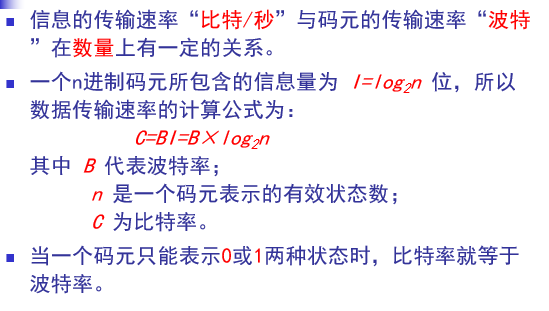 信息的传输速率“比特/秒”与码元的传输速率“波特
”在数量上有一定的关系。
一个n进制码元所包含的信息量为 I=log₂n 位，所以
数据传输速率的计算公式为：
C=BI=B×log₂n
其中 B 代表波特率；
n 是一个码元表示的有效状态数；
C 为比特率。
当一个码元只能表示0或1两种状态时，比特率就等于
波特率。